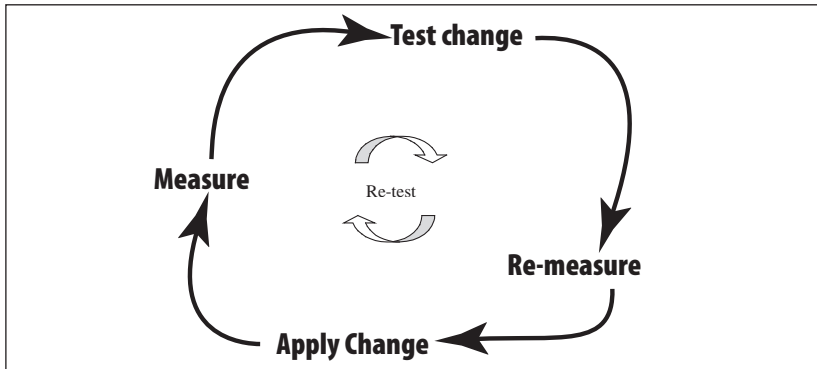 Test change
Measure
Re-test
Re-measure
Apply Change